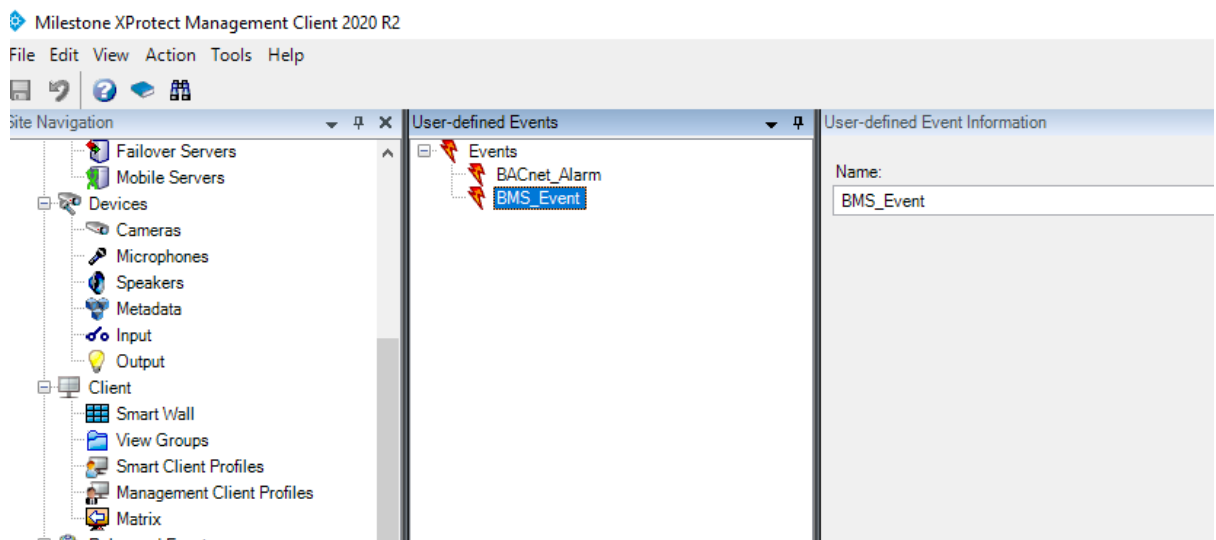 Milestone XProtect Management Client 2020 R2
File Edit View Action Tools Help
Site Navigation
Failover Servers
Mobile Servers
Devices
Cameras
Microphones
Speakers
Metadata
Input
Output
Client
Smart Wall
View Groups
Smart Client Profiles
Management Client Profiles
Matrix
User-defined Events
Events
BACnet_Alarm
BMS_Event
User-defined Event Information
Name:
BMS_Event